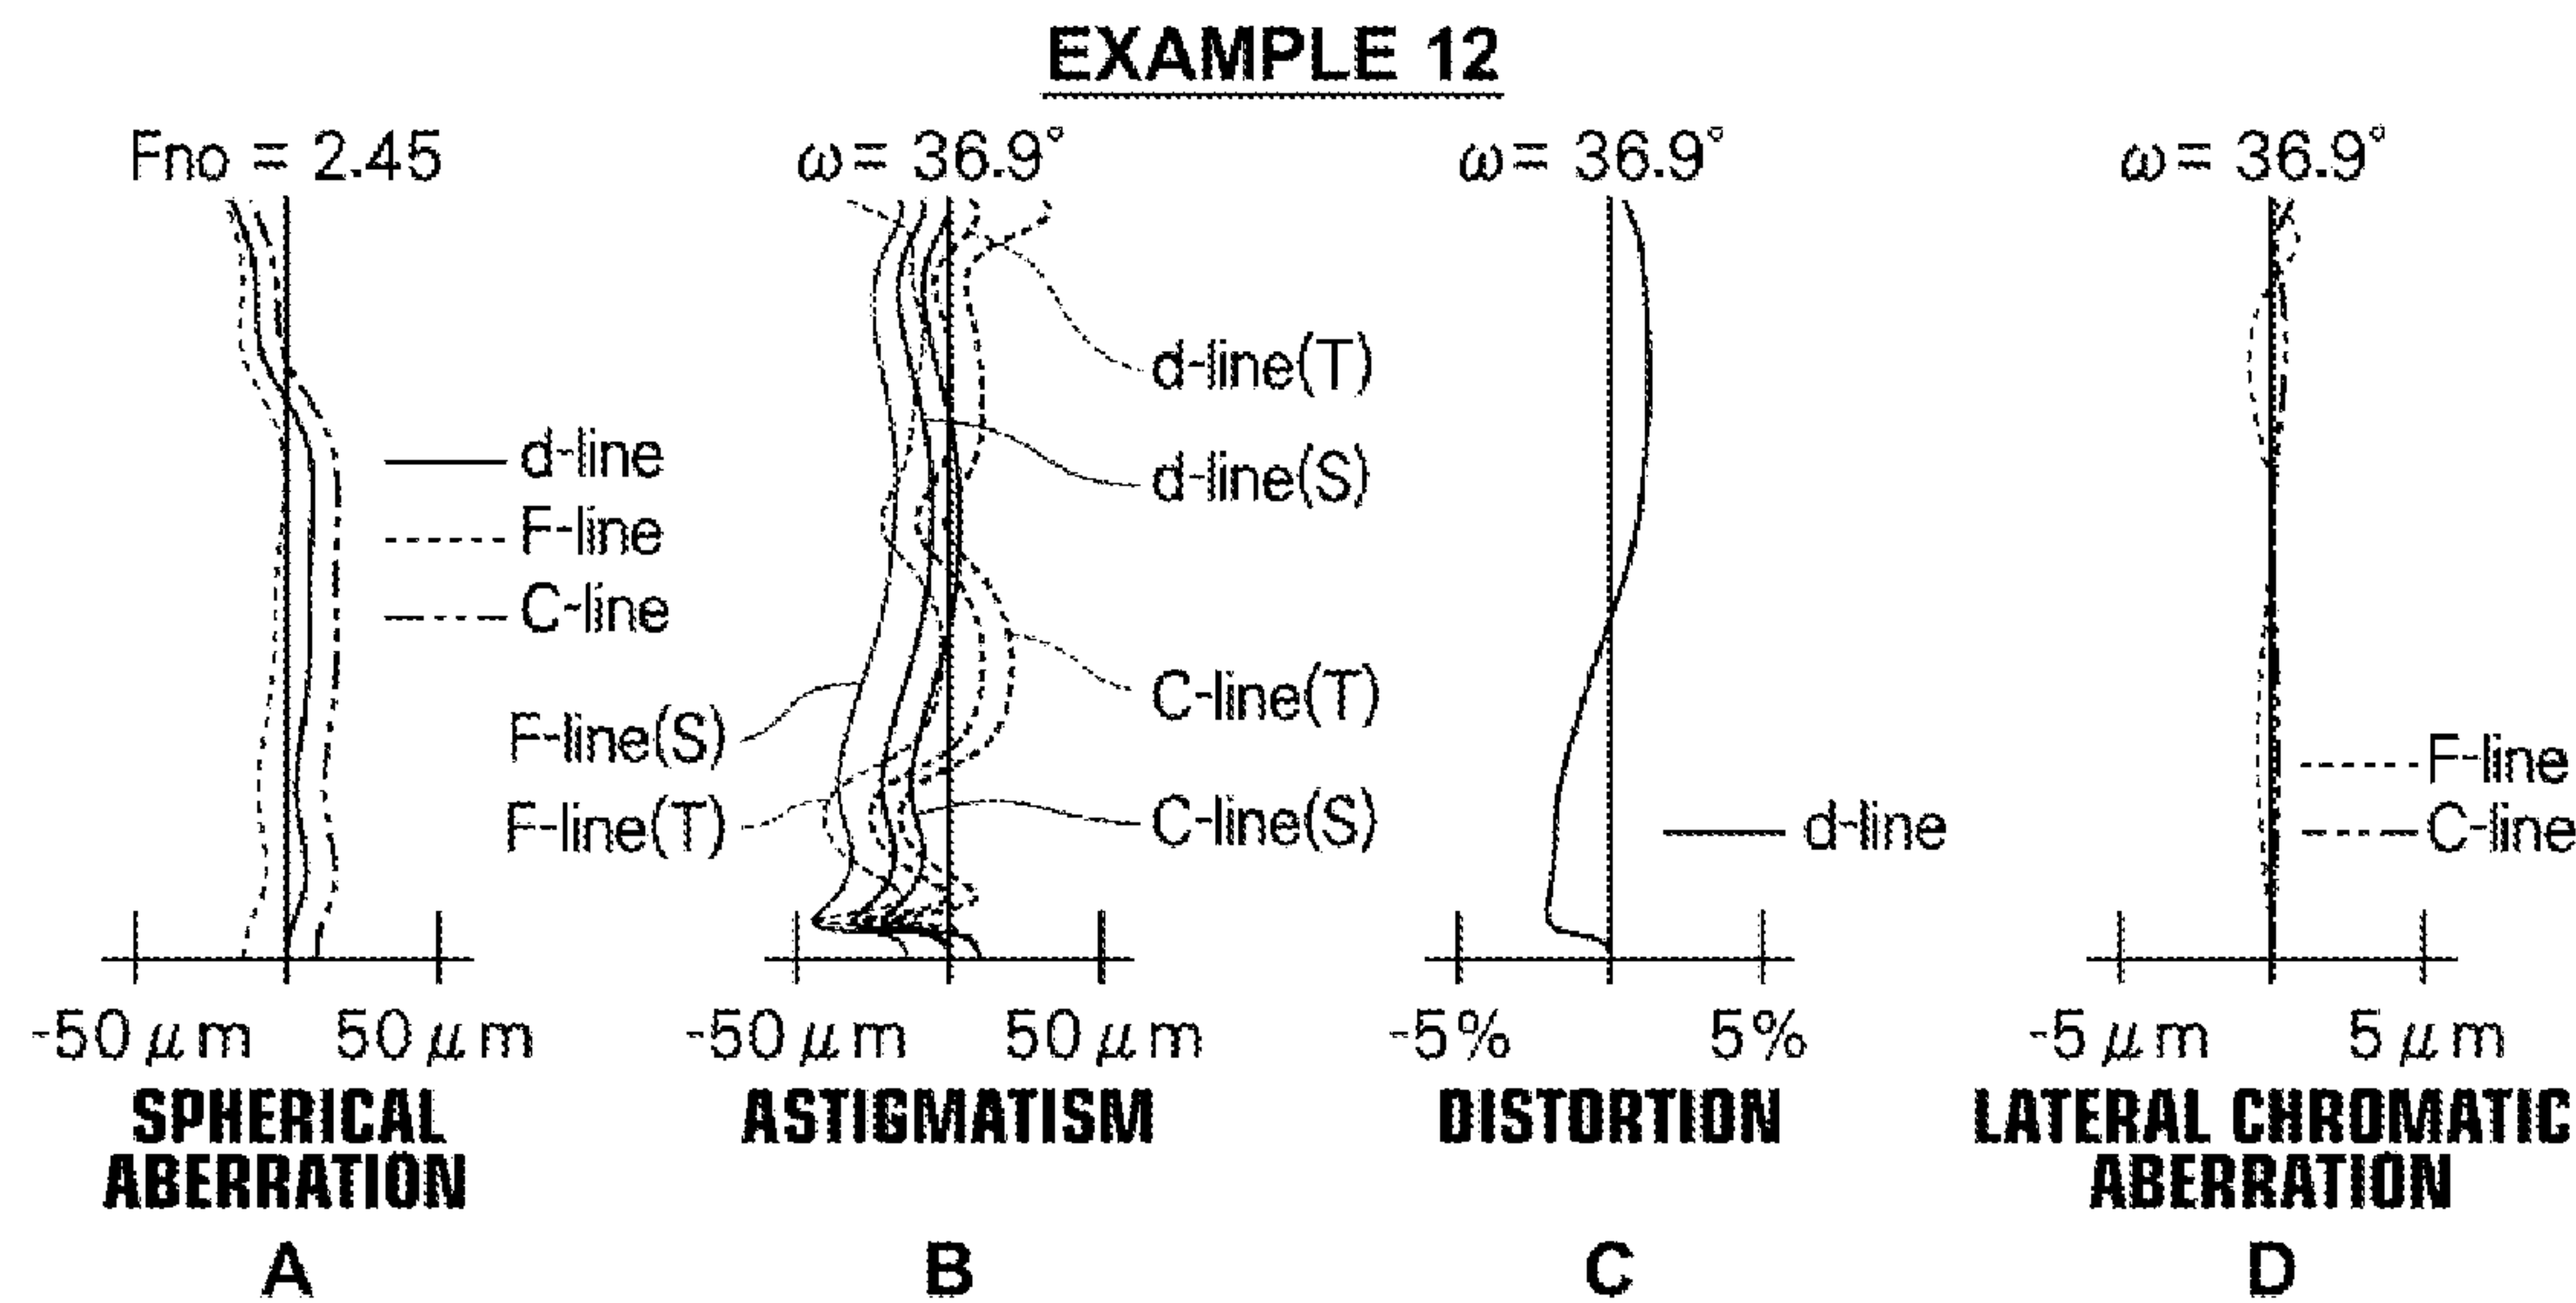 EXAMPLE 12
Fno = 2.45
d-line
F-line
C-line
-50 μm 50 μm
SPHERICAL
ABERRATION
A
ω= 36.9°
d-line(T)
d-line(S)
C-line(T)
F-line(S)
F-line(T)
C-line(S)
-50 μm 50 μm
ASTIGMATISM
B
ω= 36.9°
d-line
-5% 5%
DISTORTION
C
ω= 36.9°
F-line
C-line
-5 μm 5 μm
LATERAL CHROMATIC
ABERRATION
D